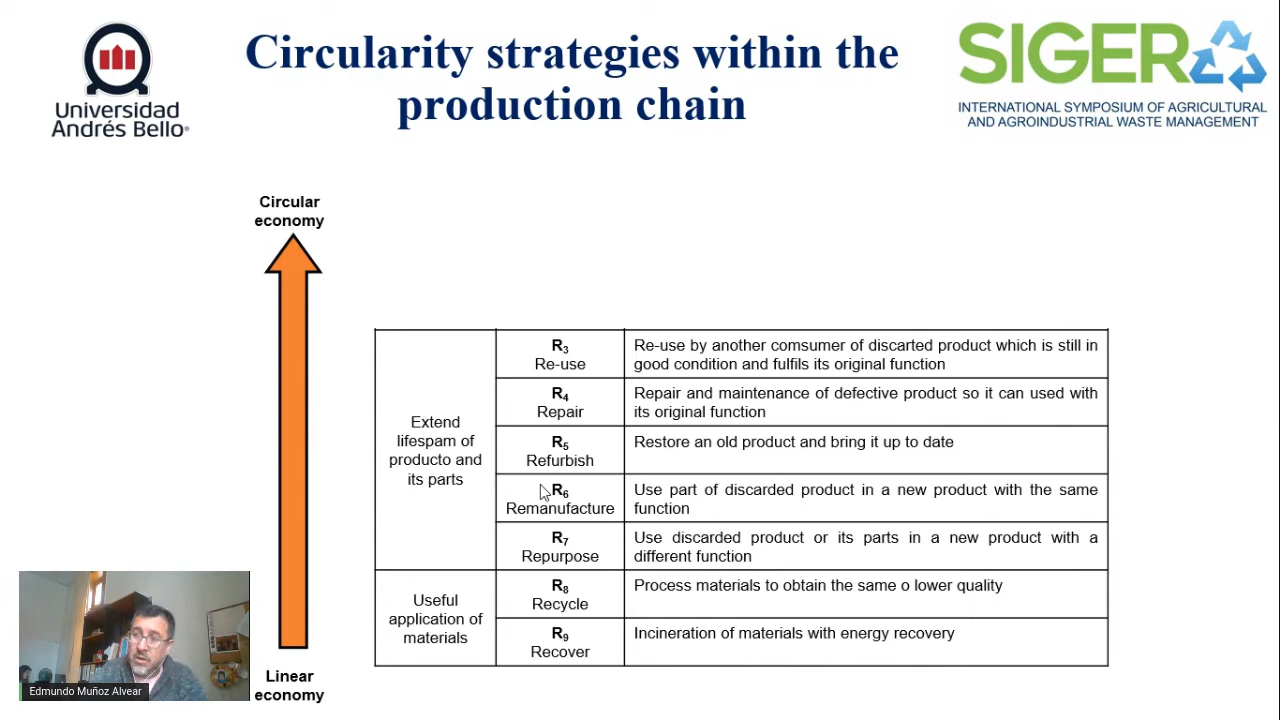 Universidad
Andrés Bello®
Circularity strategies within the
production chain
SIGER
INTERNATIONAL SYMPOSIUM OF AGRICULTURAL
AND AGROINDUSTRIAL WASTE MANAGEMENT
Circular
economy
Extend
lifespam of
producto and
its parts
R₃
Re-use
Re-use by another comsumer of discarted product which is still in
good condition and fulfils its original function
R₄
Repair
Repair and maintenance of defective product so it can used with
its original function
R₅
Refurbish
Restore an old product and bring it up to date
R₆
Remanufacture
Use part of discarded product in a new product with the same
function
R₇
Repurpose
Use discarded product or its parts in a new product with a
different function
Useful
application of
materials
R₈
Recycle
Process materials to obtain the same o lower quality
R₉
Recover
Incineration of materials with energy recovery
Linear
economy
Edmundo Muñoz Alvear